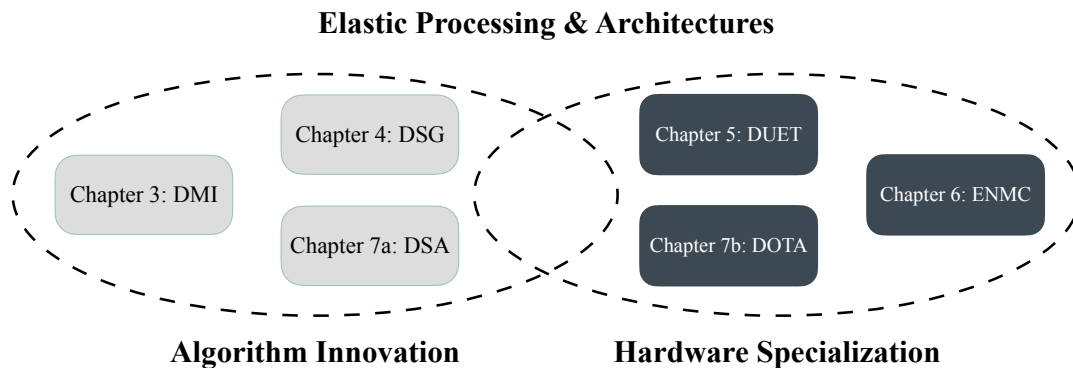 Elastic Processing & Architectures
Chapter 4: DSG
Chapter 5: DUET
Chapter 3: DMI
Chapter 6: ENMC
Chapter 7a: DSA
Chapter 7b: DOTA
Algorithm Innovation
Hardware Specialization